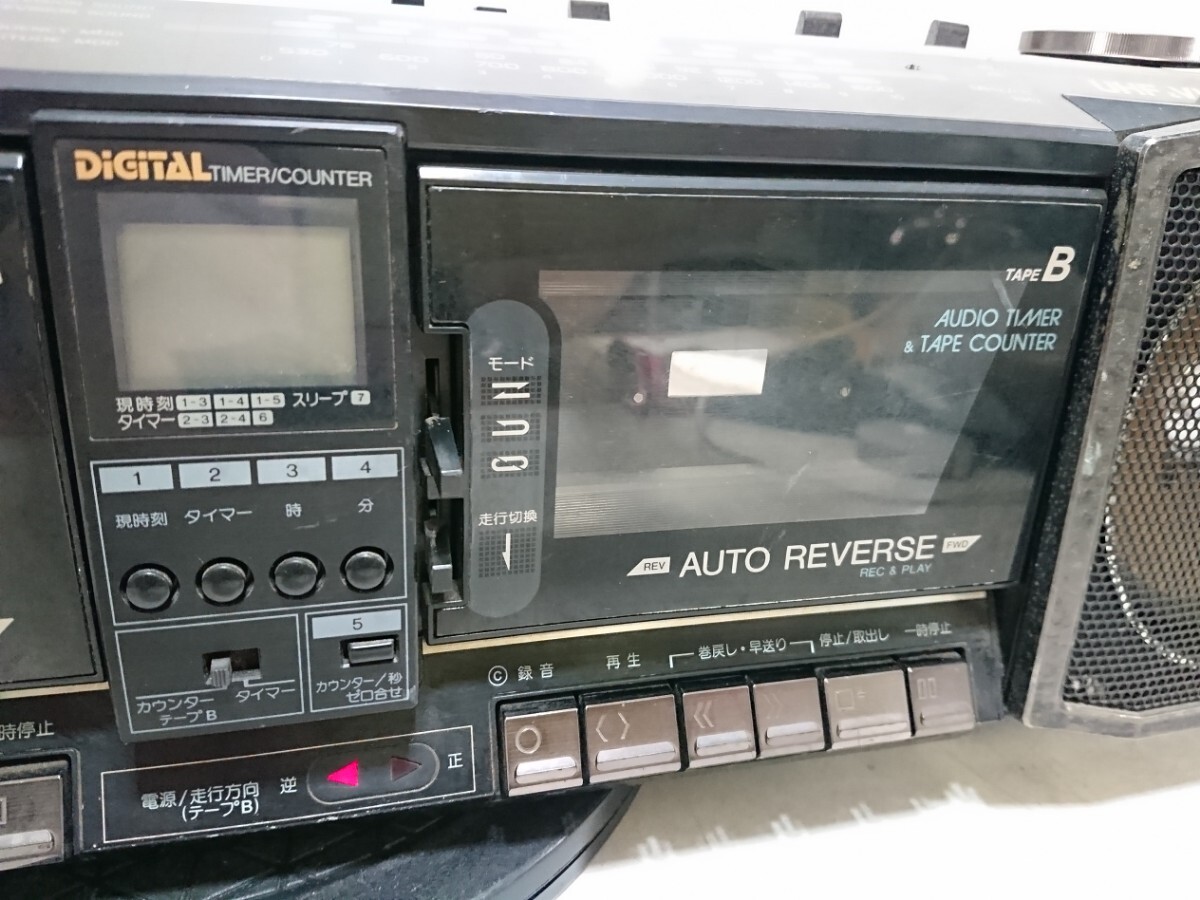 DiGiTAL TIMER/COUNTER
現時刻 1-3 1-4 1-5 スリープ 7
タイマー 2-3 2-4 6
1 2 3 4
現時刻 タイマー 時 分
5
カウンター タイマー
テープB
カウンター/秒
ゼロ合せ
時停止
電源/走行方向
(テープB)
逆 正
モード
走行切換
TAPE B
AUDIO TIMER
& TAPE COUNTER
REV AUTO REVERSE FWD
REC & PLAY
© 録音 再生 巻戻し・早送り 停止/取出し 一時停止